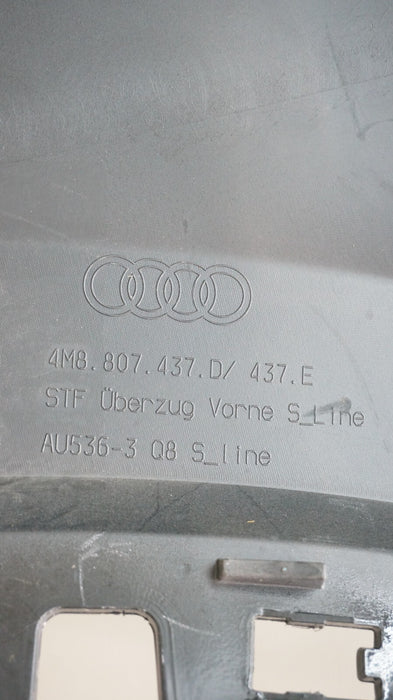 4M8.807.437.D/ 437.E
STF Überzug Vorne S_Line
AU536-3 Q8 S_line